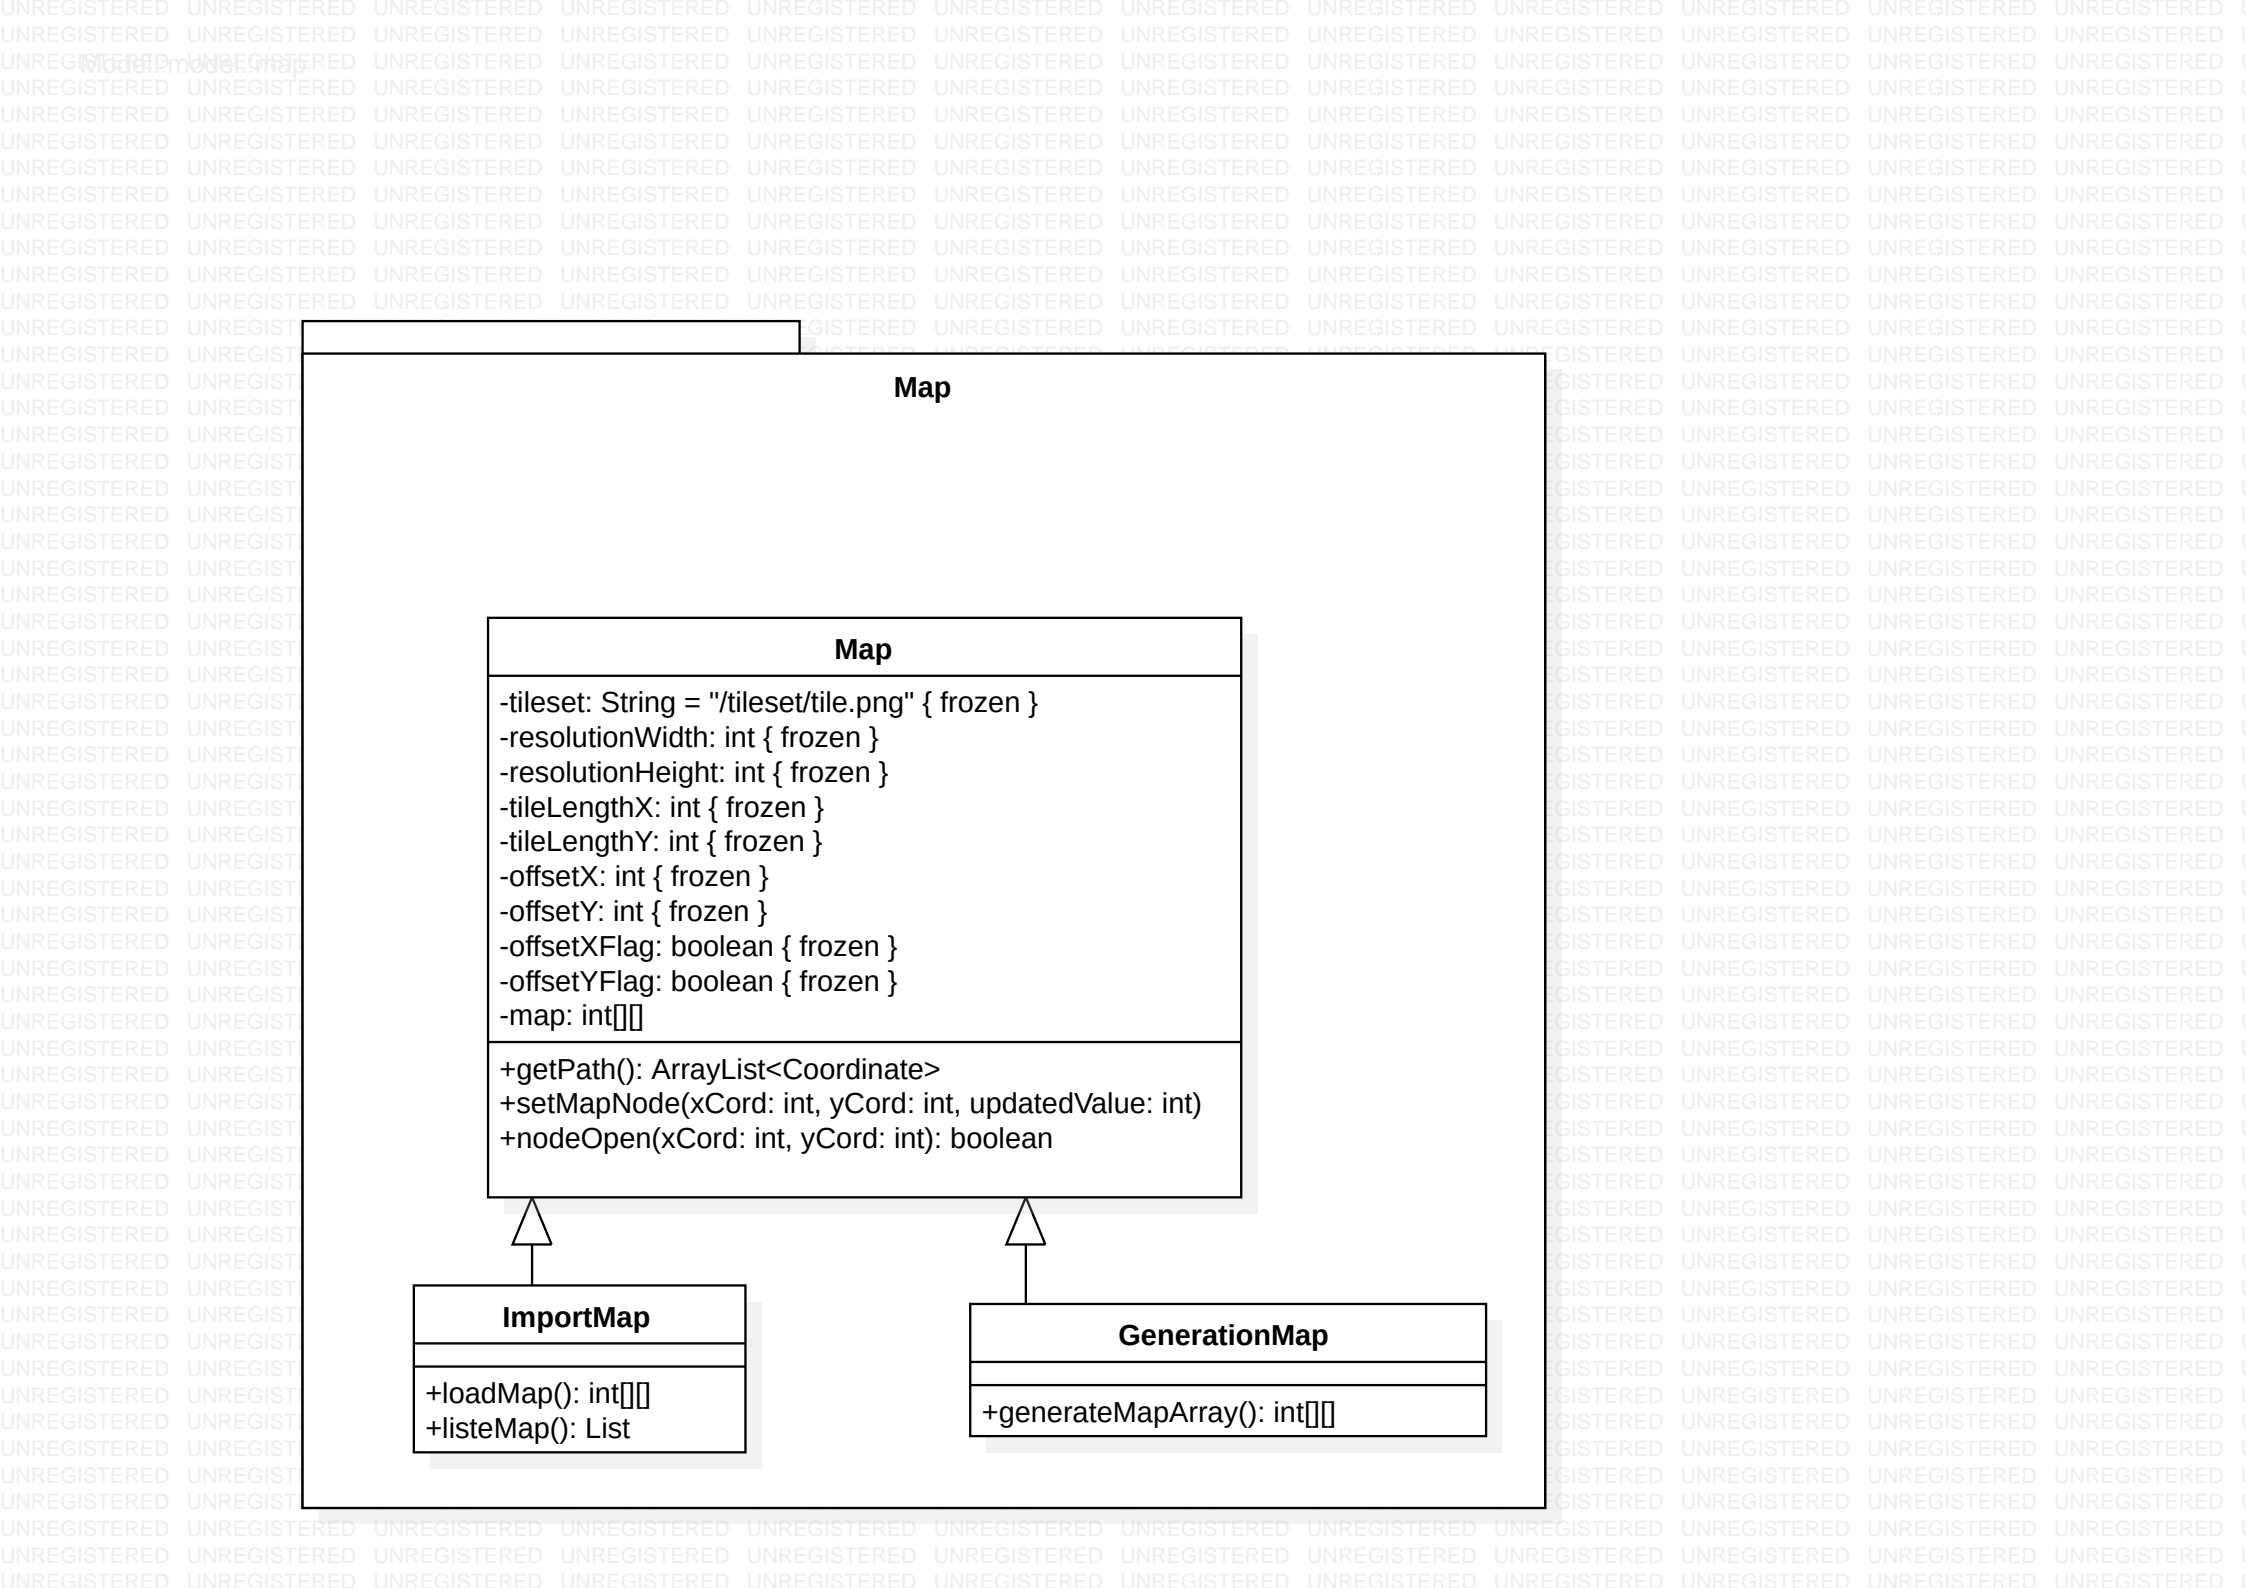 Model::model::map
Map
Map
-tileset: String = "/tileset/tile.png" { frozen }
-resolutionWidth: int { frozen }
-resolutionHeight: int { frozen }
-tileLengthX: int { frozen }
-tileLengthY: int { frozen }
-offsetX: int { frozen }
-offsetY: int { frozen }
-offsetXFlag: boolean { frozen }
-offsetYFlag: boolean { frozen }
-map: int[][]
+getPath(): ArrayList<Coordinate>
+setMapNode(xCord: int, yCord: int, updatedValue: int)
+nodeOpen(xCord: int, yCord: int): boolean
ImportMap
+loadMap(): int[][]
+listeMap(): List
GenerationMap
+generateMapArray(): int[][]